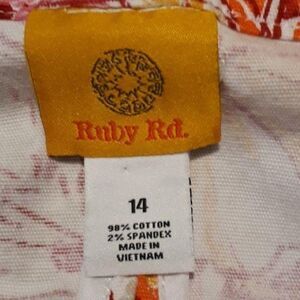 Ruby Rd.
14
98% COTTON
2% SPANDEX
MADE IN
VIETNAM